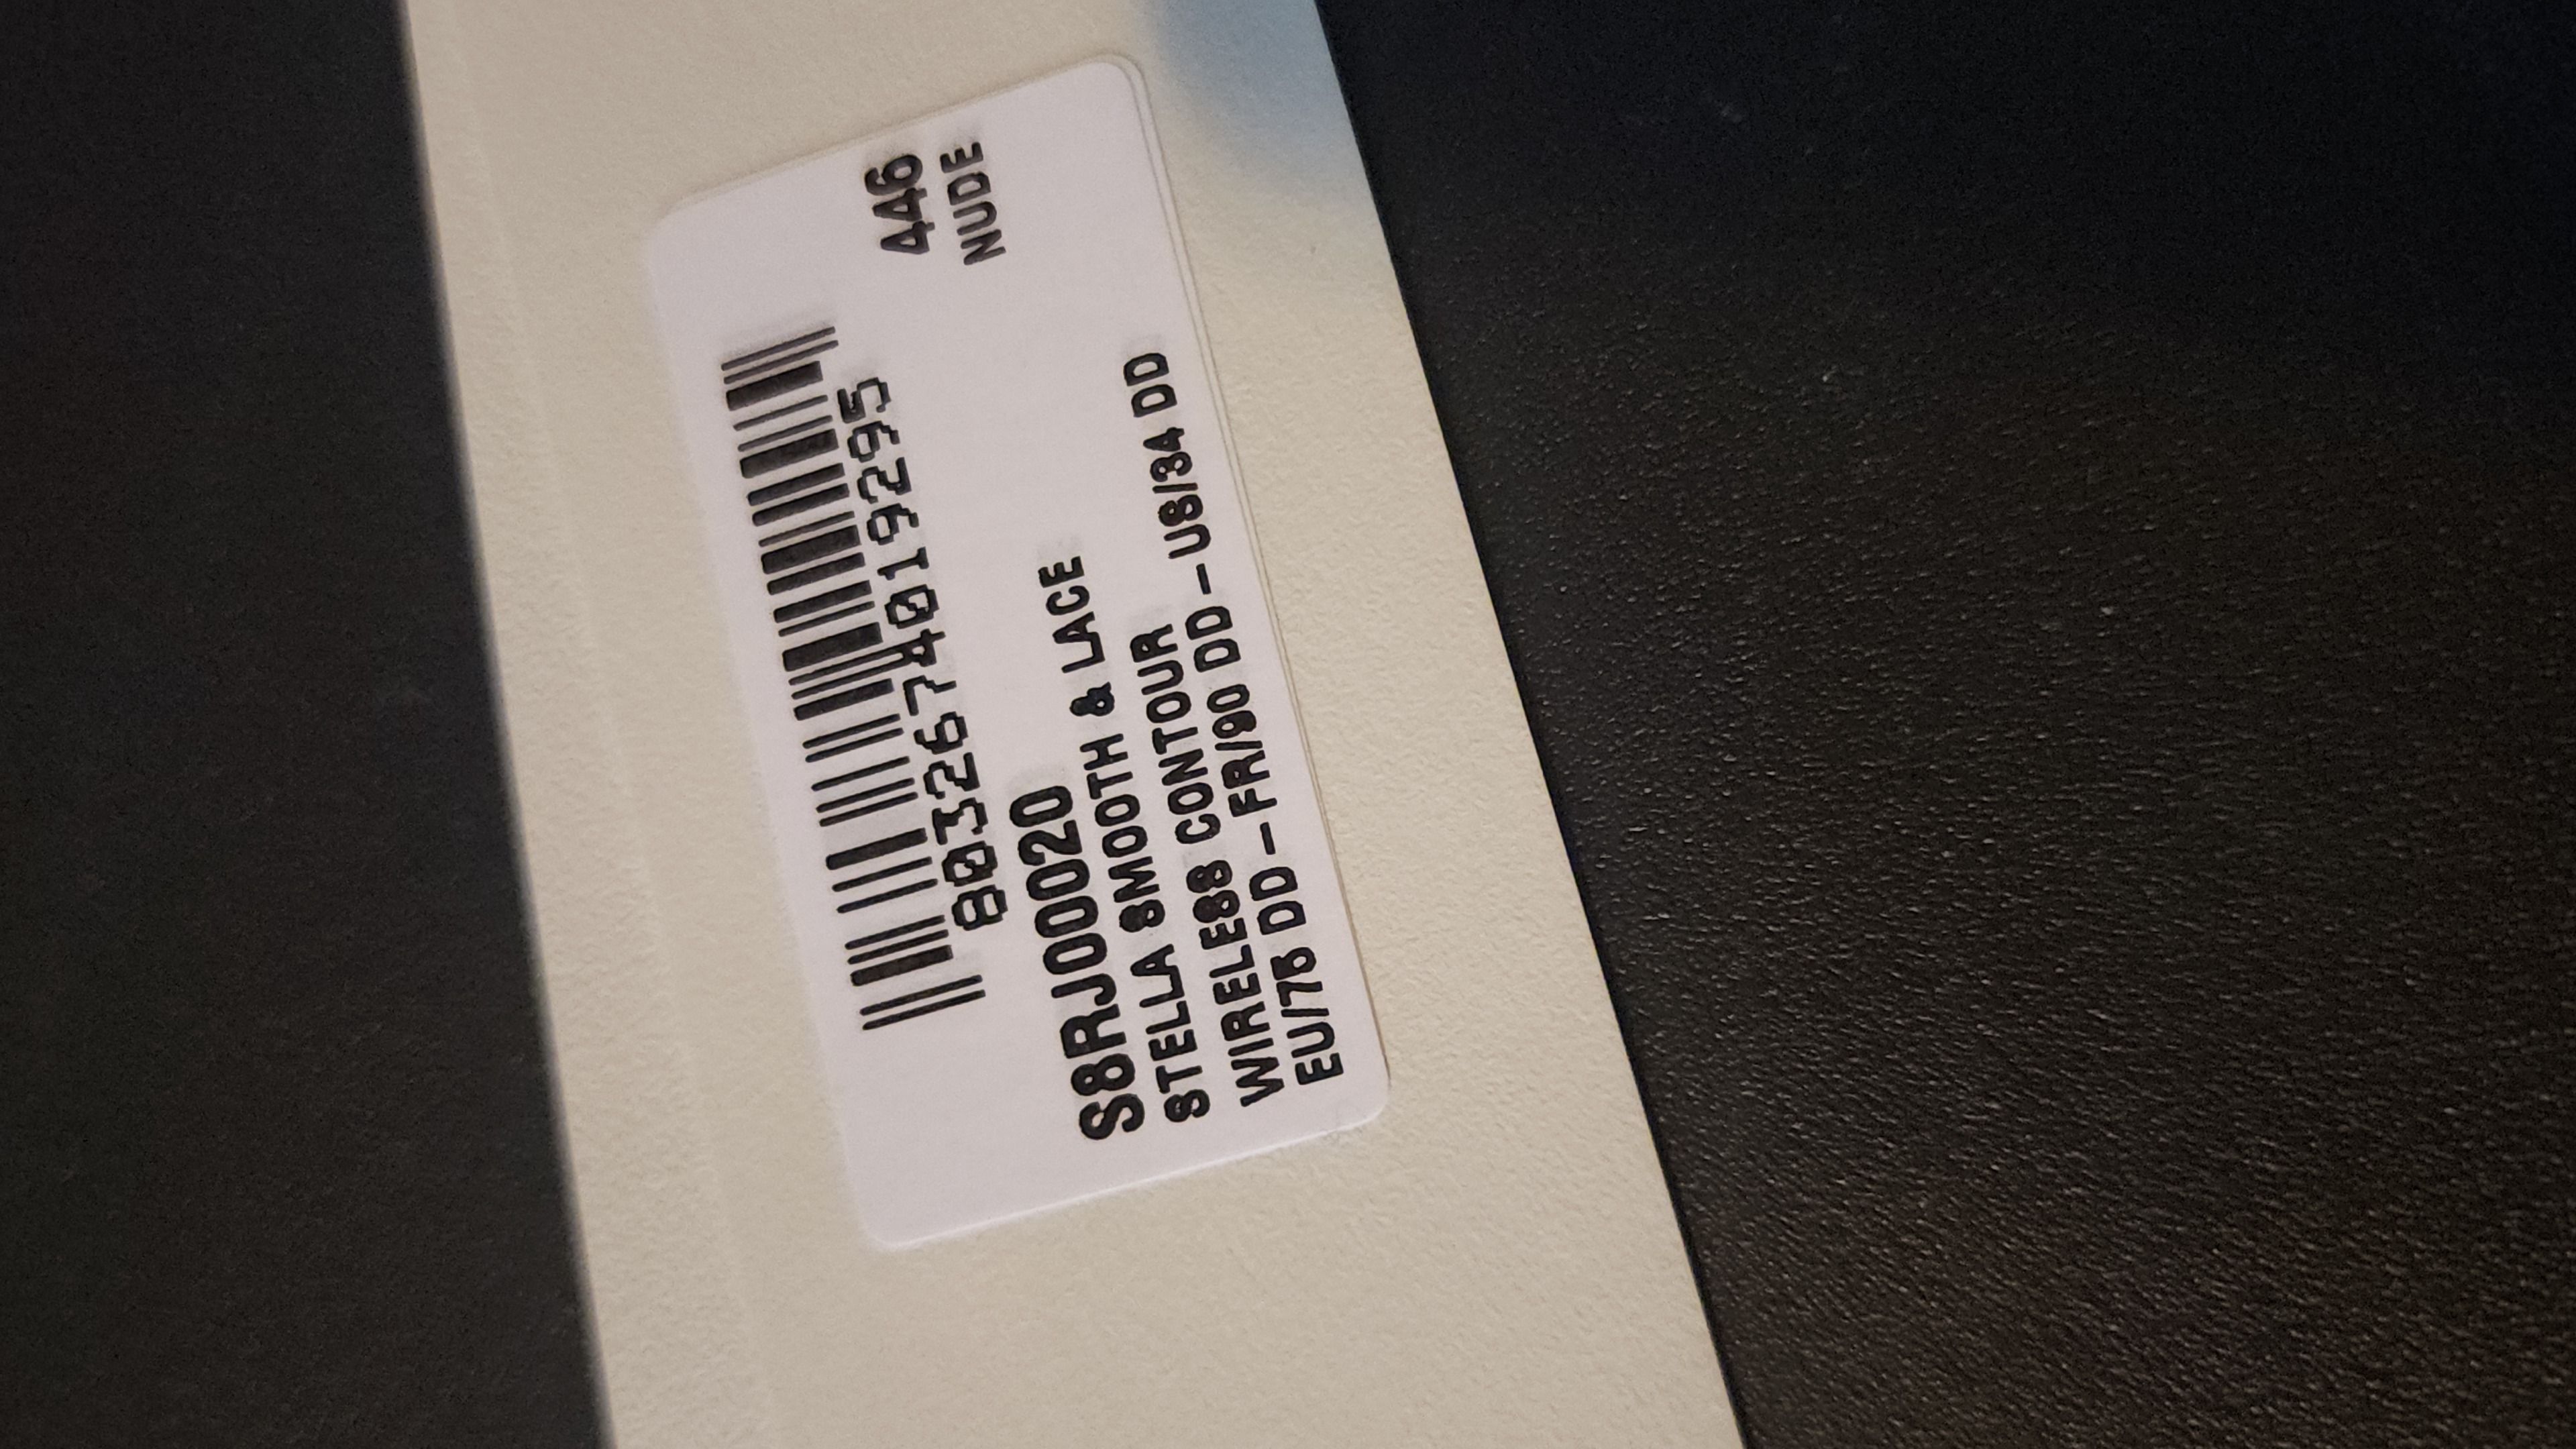 8032674019295
446
NUDE
S8RJ00020
STELLA SMOOTH & LACE
WIRELESS CONTOUR
EU/75 DD – FR/90 DD – US/34 DD